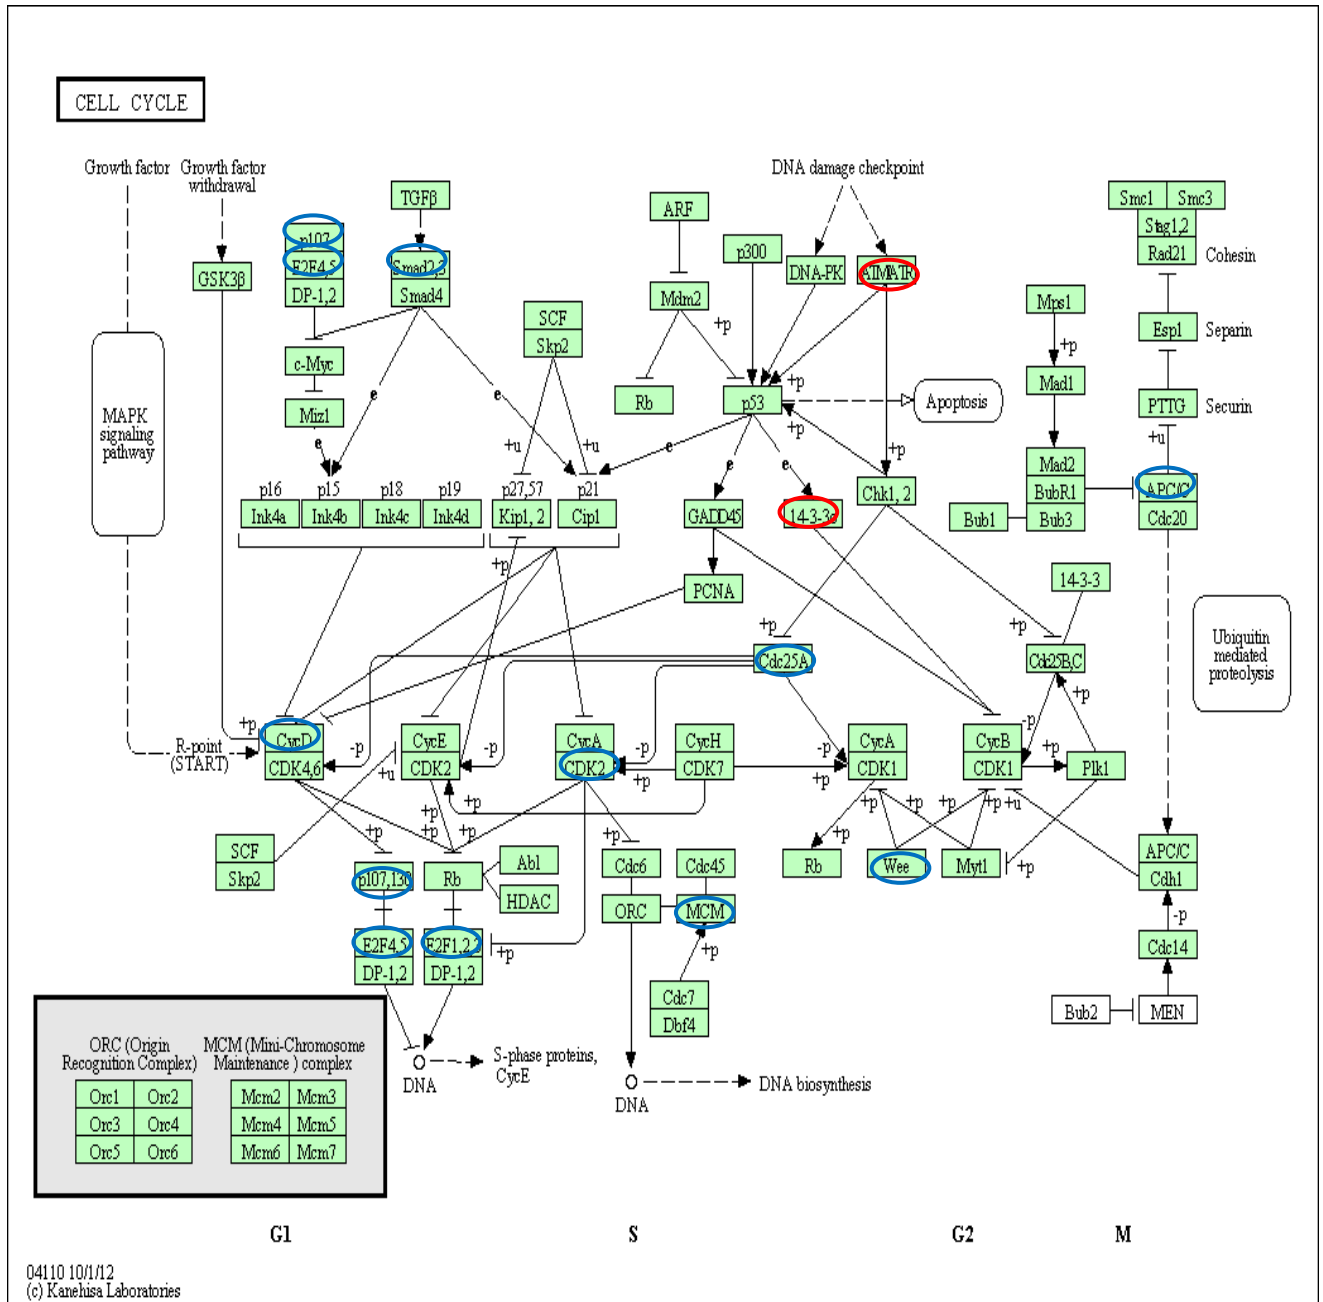 CELL CYCLE
Growth factor
Growth factor
withdrawal
TGFβ
DNA damage checkpoint
ARF
Smc1 Smc3
Stag1,2
Rad21
Cohesin
p107
E2F4,5
DP-1,2
Smad2,3
Smad4
GSK3β
p300
DNA-PK
ATM/ATR
Mdm2
+p
Mps1
+p
SCF
Skp2
Esp1
Separin
c-Myc
Mad1
Miz1
Rb
p53
+p
Apoptosis
PTTG
Securin
MAPK
signaling
pathway
e
e
e
+u
+u
e
e
e
+p
+p
+u
Mad2
BubR1
Bub3
Bub1
APC/C
Cdc20
p16
p15
p18
p19
p27,57
p21
Ink4a
Ink4b
Ink4c
Ink4d
Kip1, 2
Cip1
GADD45
14-3-3σ
Chk1, 2
+p
PCNA
14-3-3
+p
+p
Cdc25A
Cdc25B,C
Ubiquitin
mediated
proteolysis
+p
R-point
(START)
CycD
CDK4,6
-p
CycE
CDK2
-p
+u
CycA
CDK2
-p
+p
CycH
CDK7
-p
+p
CycA
CDK1
CycB
CDK1
-p
+p
+p
Plk1
+p
+p
+p
+p
+p
+p
+p
+p
+p
+p
+p
+u
SCF
Skp2
p107,130
Rb
Abl
HDAC
Cdc6
Cdc45
ORC
MCM
Rb
Wee
Myt1
+p
APC/C
Cdh1
-p
E2F4,5
DP-1,2
E2F1,2,3
DP-1,2
+p
+p
Cdc14
Cdc7
Dbf4
Bub2
MEN
ORC (Origin
Recognition Complex)
MCM (Mini-Chromosome
Maintenance ) complex
Orc1 Orc2
Orc3 Orc4
Orc5 Orc6
Mcm2 Mcm3
Mcm4 Mcm5
Mcm6 Mcm7
DNA
S-phase proteins,
CycE
DNA
DNA biosynthesis
G1
S
G2
M
04110 10/1/12
(c) Kanehisa Laboratories